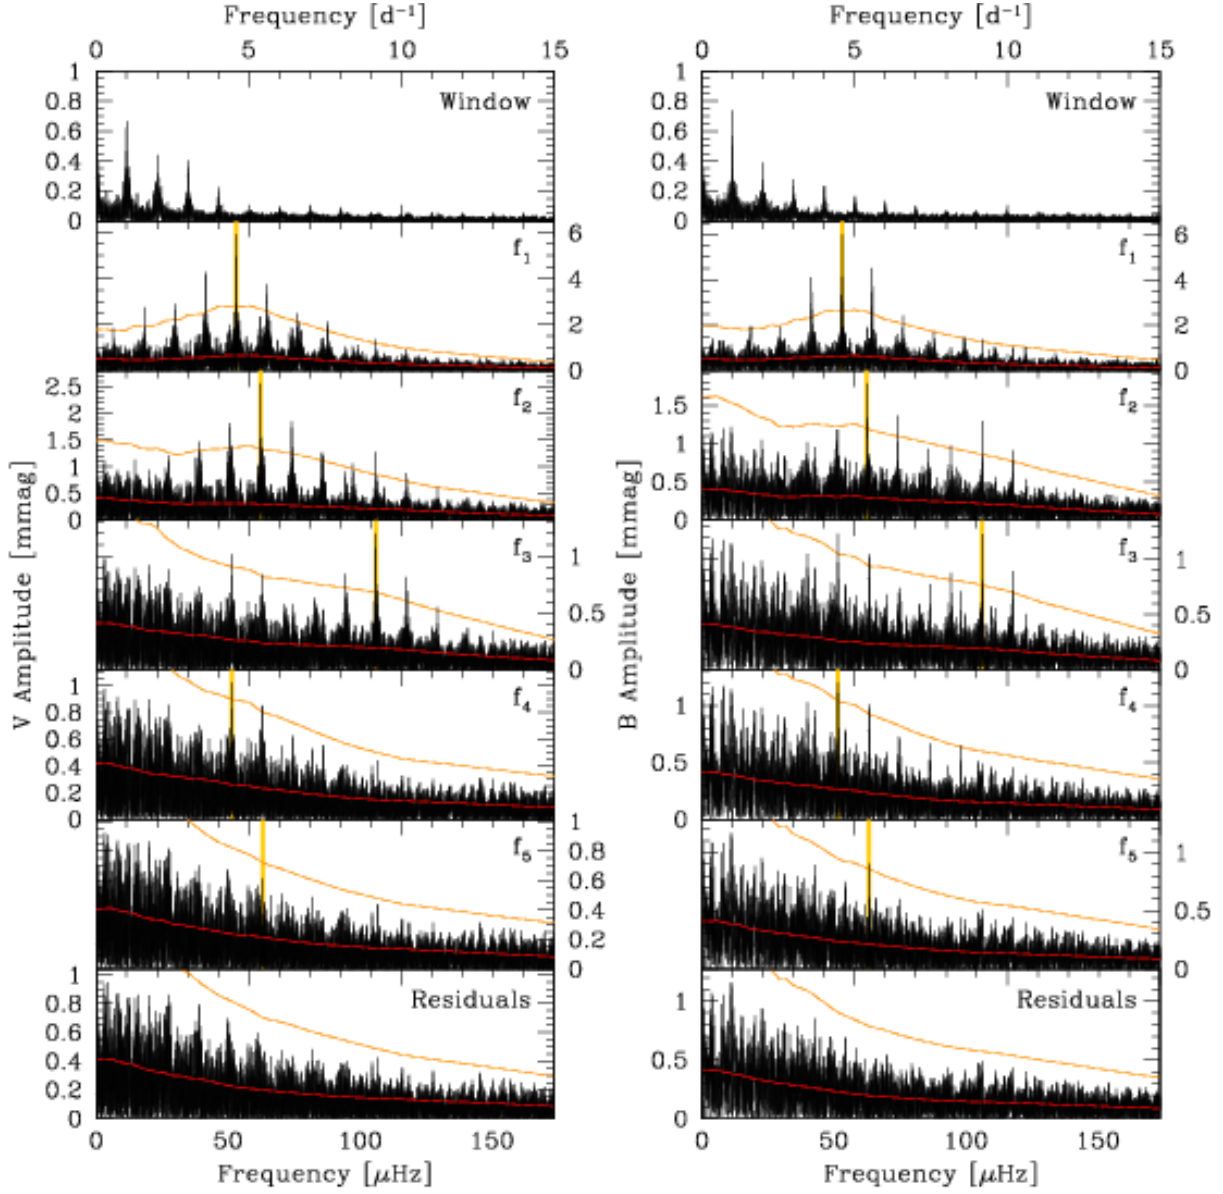 Frequency [d⁻¹] Frequency [d⁻¹]
0 5 10 15 0 5 10 15
1 Window 1 Window
0.8 0.8
0.6 0.6
0.4 0.4
0.2 0.2
0 0
f₁ 6 f₁ 6
4 4
2 2
0 0
2.5 f₂ f₂
2 1.5
1.5 1
1 0.5
0.5 0
0
f₃ 1 f₃ 1
0.5 0.5
0 0
1 f₄ f₄
0.8 1
0.6 0.5
0.4 0
0.2
0
f₅ 1 f₅
0.8 1
0.6 0.5
0.4 0
0.2
0
1 Residuals Residuals
0.8 1
0.6 0.5
0.4 0
0.2
0
V Amplitude [mmag] B Amplitude [mmag]
0 50 100 150 0 50 100 150
Frequency [μHz] Frequency [μHz]